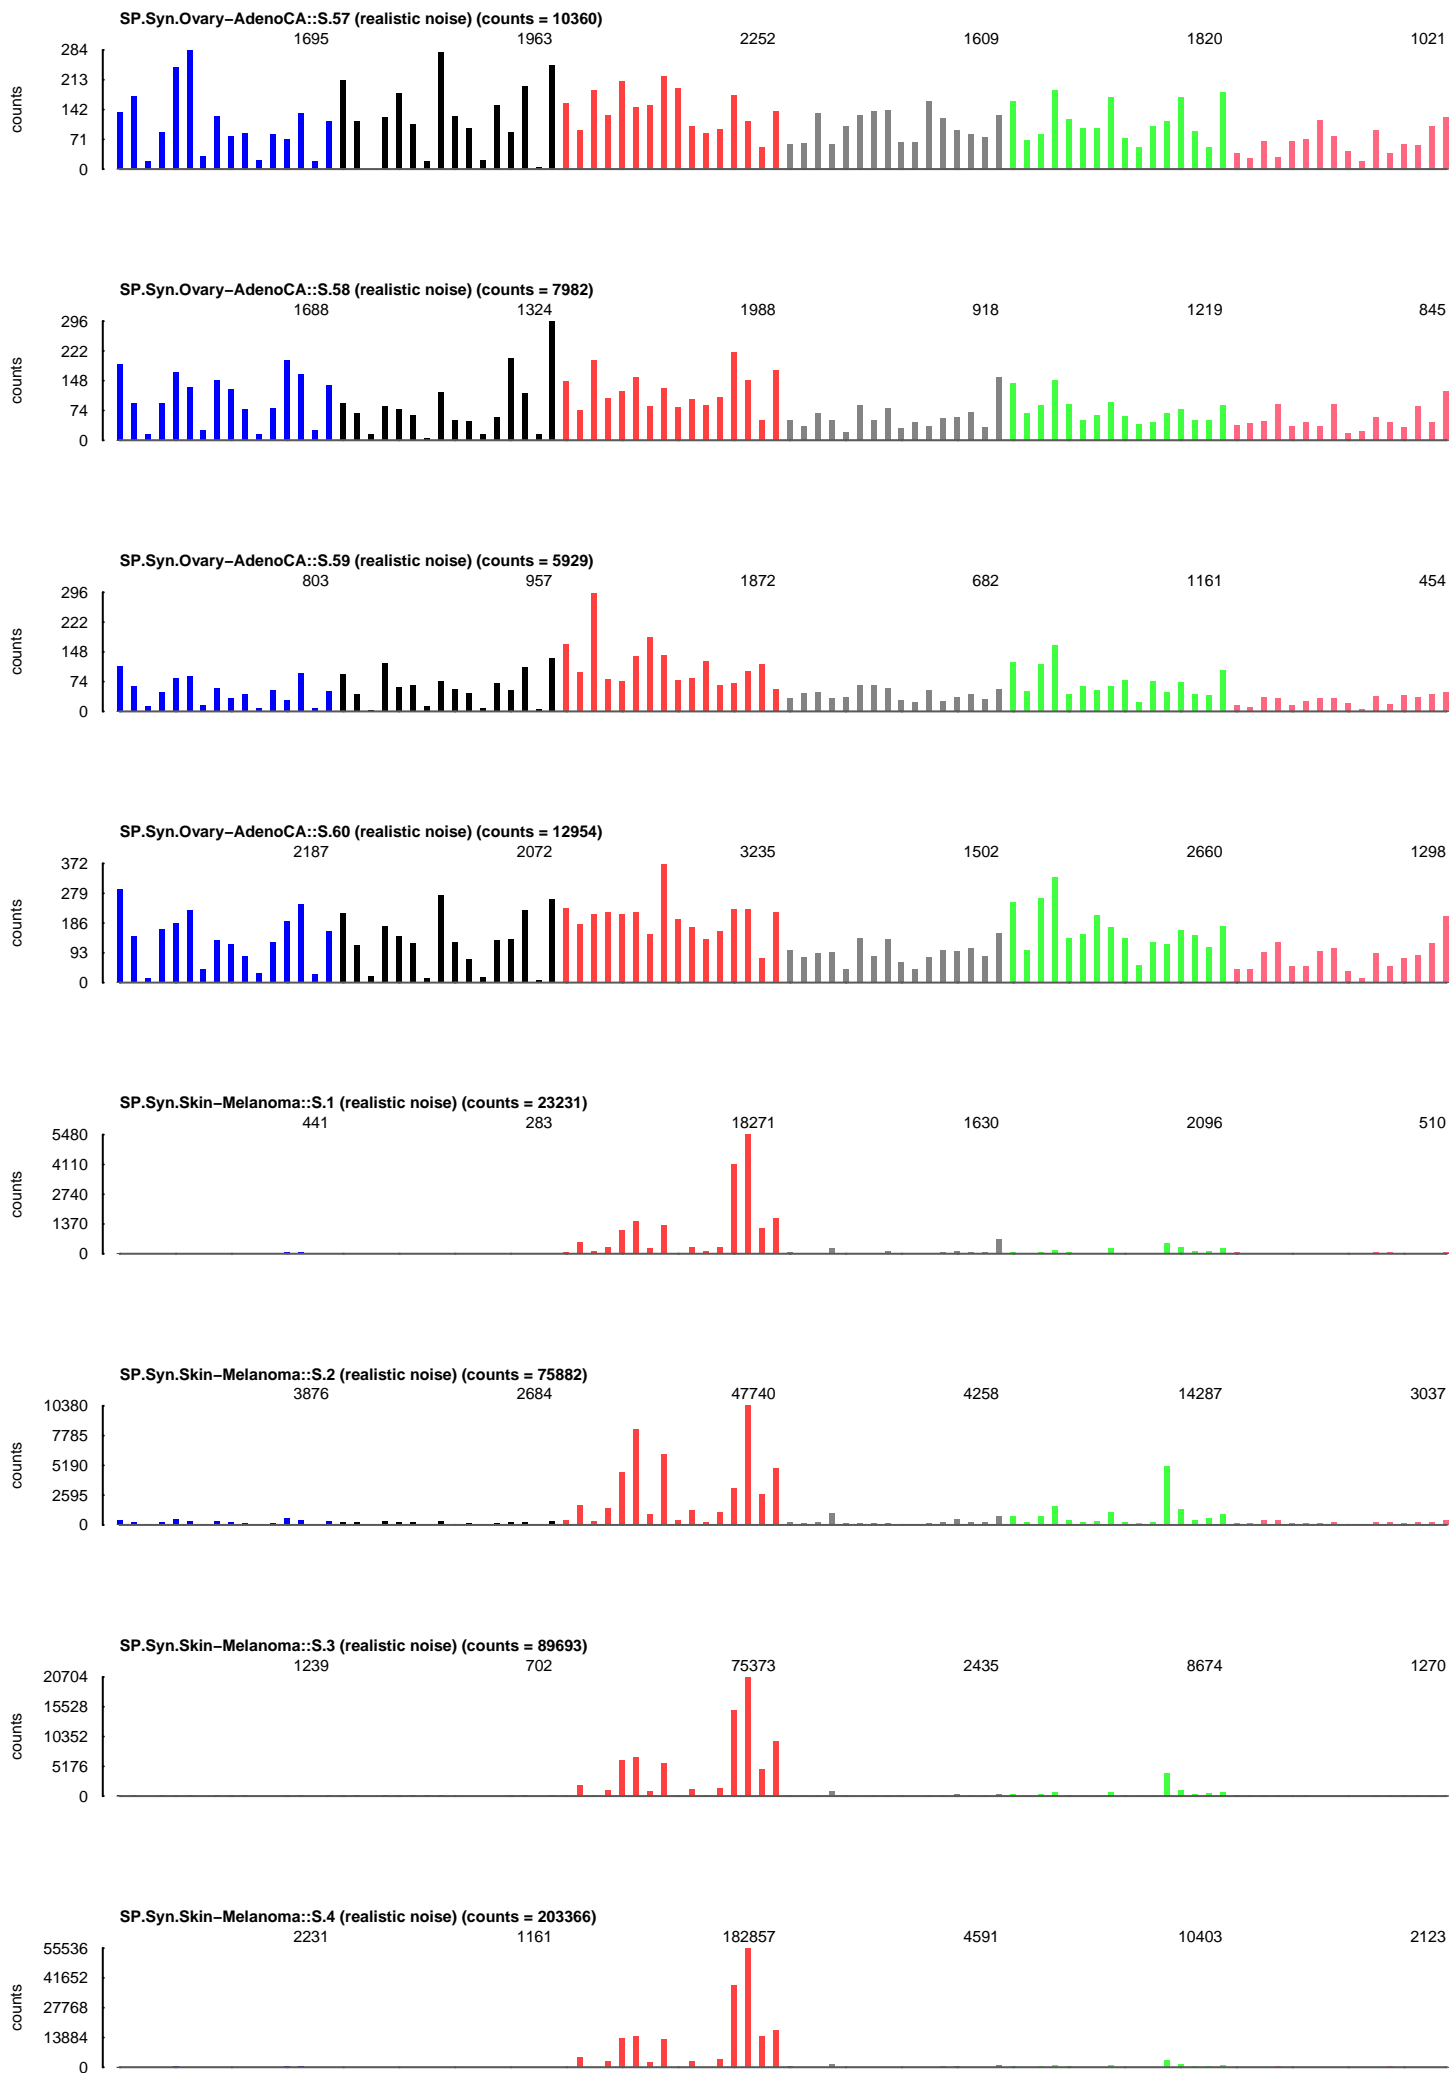 SP.Syn.Ovary−AdenoCA::S.57 (realistic noise) (counts = 10360)
1695 1963 2252 1609 1820 1021
284
213
142
71
0
counts
SP.Syn.Ovary−AdenoCA::S.58 (realistic noise) (counts = 7982)
1688 1324 1988 918 1219 845
296
222
148
74
0
counts
SP.Syn.Ovary−AdenoCA::S.59 (realistic noise) (counts = 5929)
803 957 1872 682 1161 454
296
222
148
74
0
counts
SP.Syn.Ovary−AdenoCA::S.60 (realistic noise) (counts = 12954)
2187 2072 3235 1502 2660 1298
372
279
186
93
0
counts
SP.Syn.Skin−Melanoma::S.1 (realistic noise) (counts = 23231)
441 283 18271 1630 2096 510
5480
4110
2740
1370
0
counts
SP.Syn.Skin−Melanoma::S.2 (realistic noise) (counts = 75882)
3876 2684 47740 4258 14287 3037
10380
7785
5190
2595
0
counts
SP.Syn.Skin−Melanoma::S.3 (realistic noise) (counts = 89693)
1239 702 75373 2435 8674 1270
20704
15528
10352
5176
0
counts
SP.Syn.Skin−Melanoma::S.4 (realistic noise) (counts = 203366)
2231 1161 182857 4591 10403 2123
55536
41652
27768
13884
0
counts